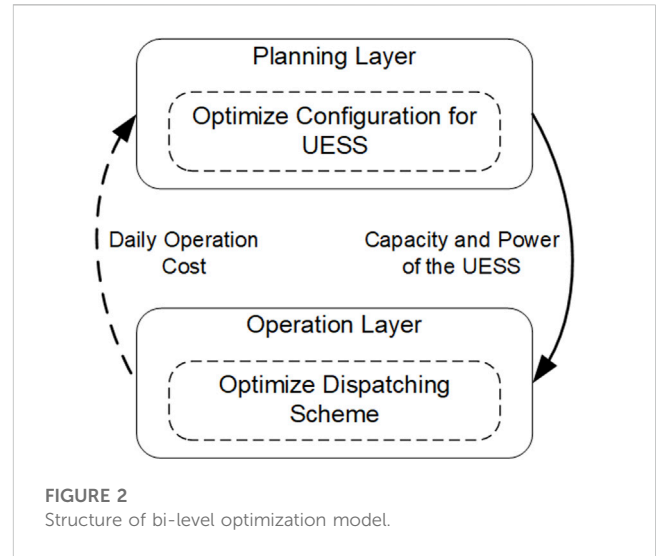 Planning Layer
Optimize Configuration for
UESS
Daily Operation
Cost
Capacity and Power
of the UESS
Operation Layer
Optimize Dispatching
Scheme
FIGURE 2
Structure of bi-level optimization model.